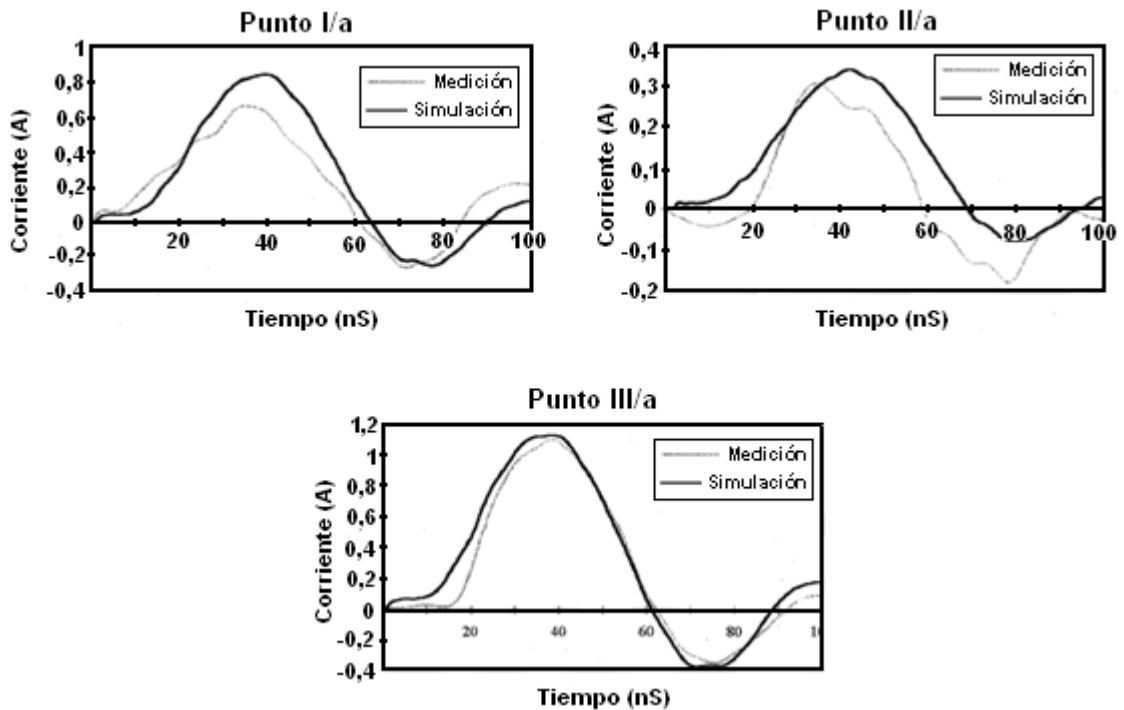 Punto I/a
1
0,8
0,6
0,4
0,2
0
-0,2
-0,4
20
40
60
80
100
Corriente (A)
Tiempo (nS)
Medición
Simulación
Punto II/a
0,4
0,3
0,2
0,1
0
-0,1
-0,2
20
40
60
80
100
Corriente (A)
Tiempo (nS)
Medición
Simulación
Punto III/a
1,2
1
0,8
0,6
0,4
0,2
0
-0,2
-0,4
20
40
60
80
Corriente (A)
Tiempo (nS)
Medición
Simulación